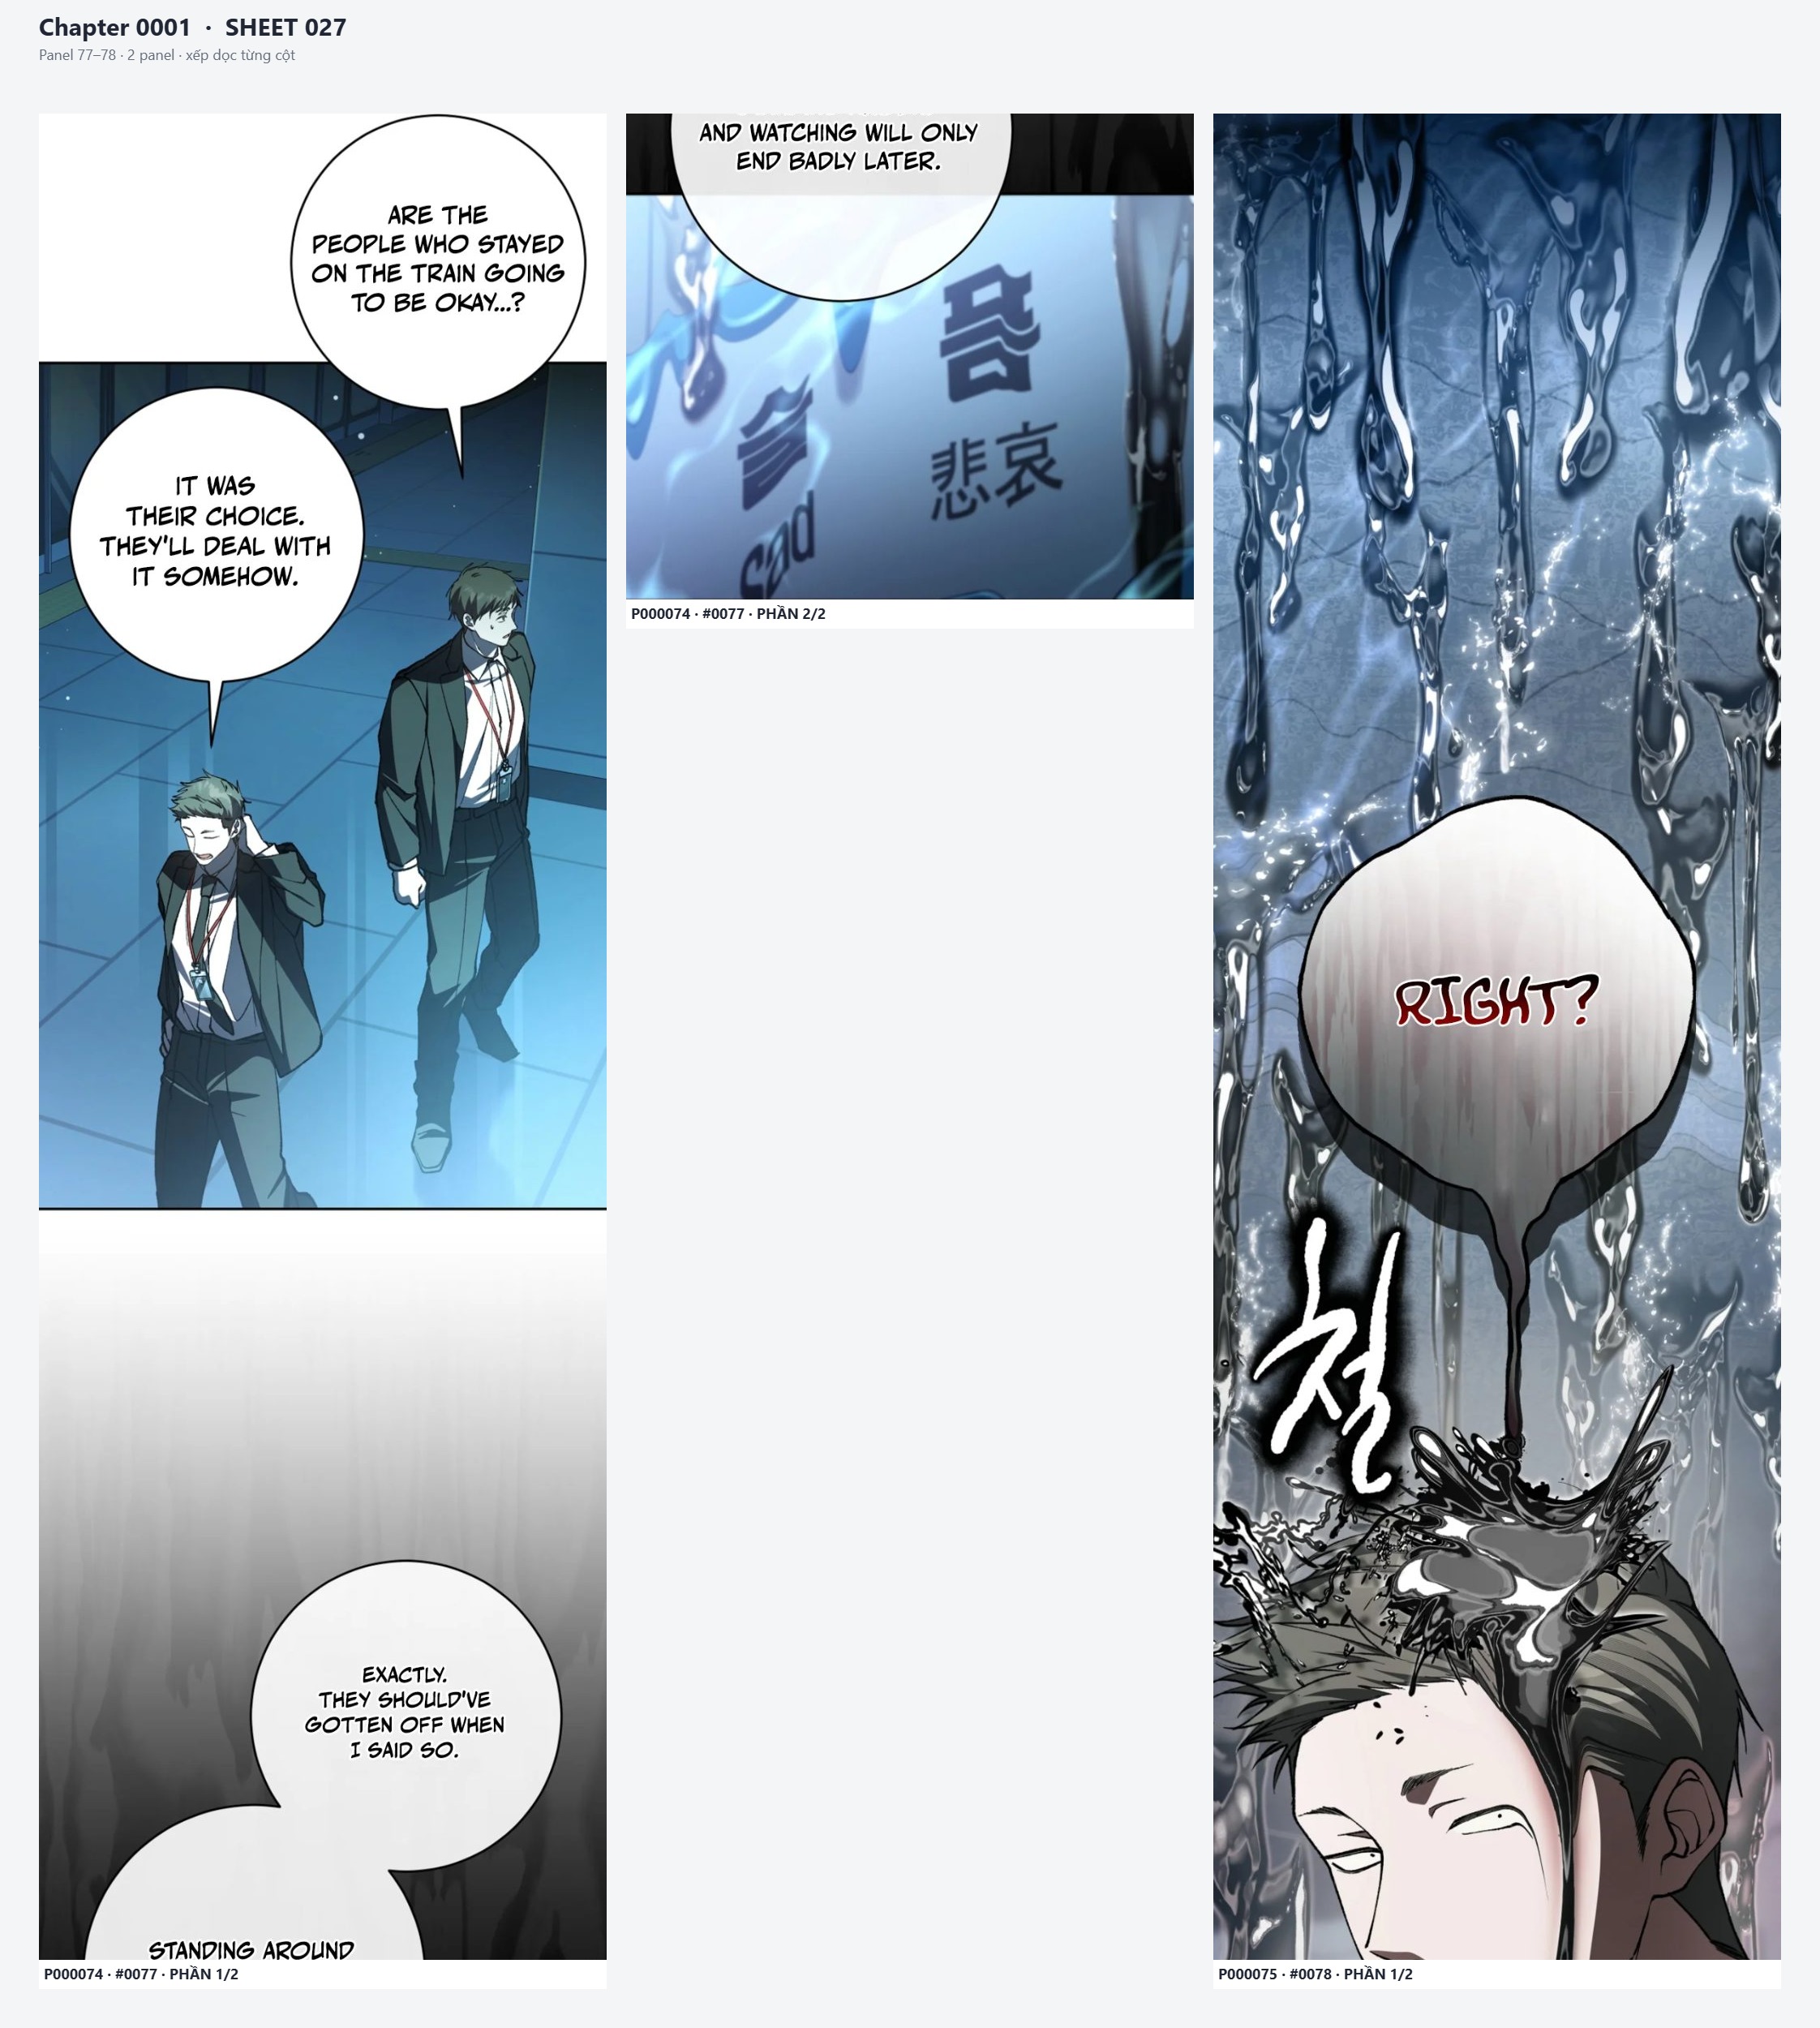 Chapter 0001 · SHEET 027
Panel 77–78 · 2 panel · xếp dọc từng cột
ARE THE
PEOPLE WHO STAYED
ON THE TRAIN GOING
TO BE OKAY...?
IT WAS
THEIR CHOICE.
THEY'LL DEAL WITH
IT SOMEHOW.
EXACTLY.
THEY SHOULD'VE
GOTTEN OFF WHEN
I SAID SO.
STANDING AROUND
P000074 · #0077 · PHẦN 1/2
AND WATCHING WILL ONLY
END BADLY LATER.
悲哀
sad
P000074 · #0077 · PHẦN 2/2
RIGHT?
철
P000075 · #0078 · PHẦN 1/2